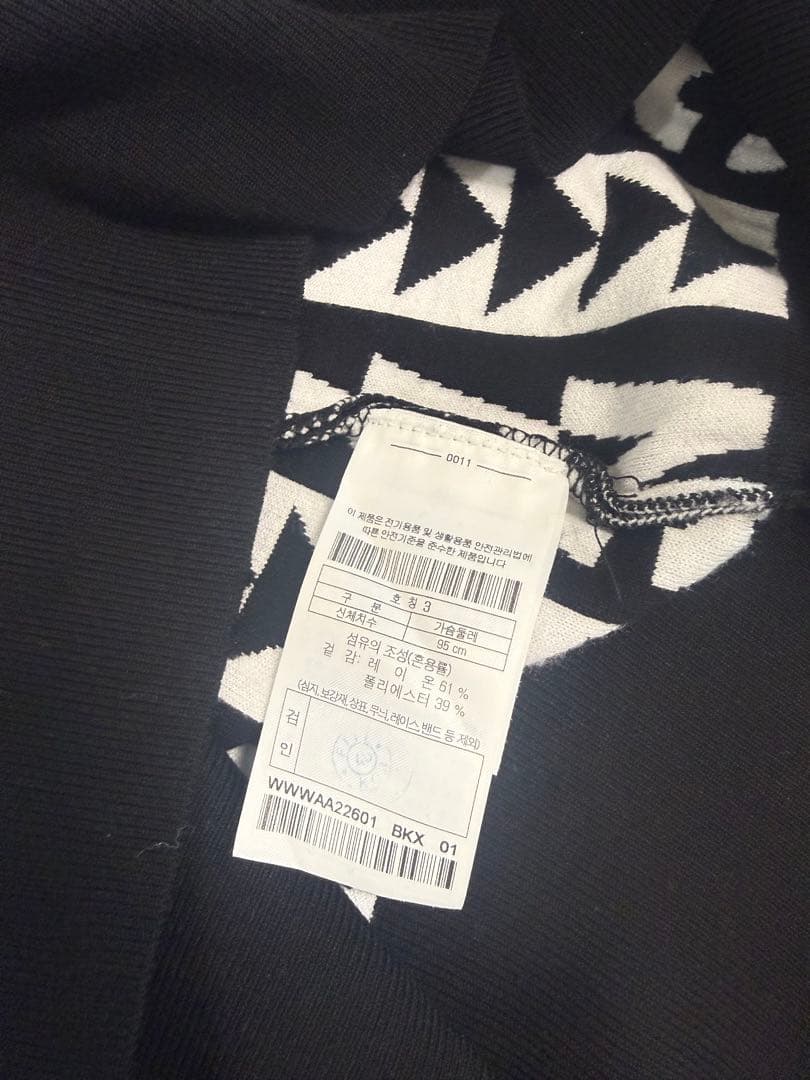 0011
이 제품은 전기용품 및 생활용품 안전관리법에
따른 안전기준을 준수한 제품입니다
호 칭 3
구 분 가슴둘레
신체치수 95 cm
섬유의 조성(혼용률)
겉 감: 레 이 온 61 %
폴리에스터 39 %
(심지,보강재,상표,무늬,레이스,밴드 등 제외)
검
인
WWWAA22601 BKX 01